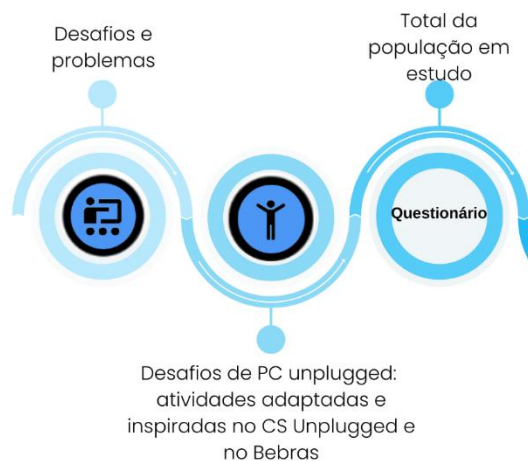 Desafios e
problemas
Total da
população em
estudo
Questionário
Desafios de PC unplugged:
atividades adaptadas e
inspiradas no CS Unplugged e
no Bebras